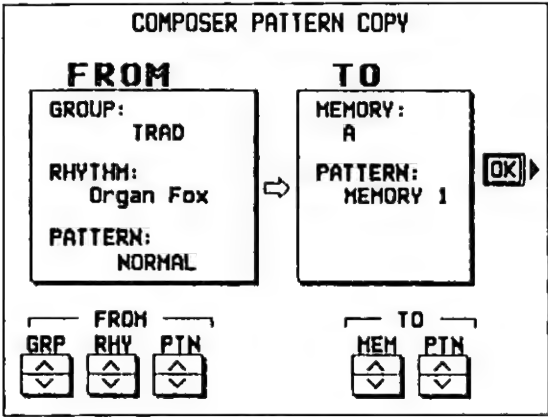 COMPOSER PATTERN COPY
FROM
GROUP:
TRAD
RHYTHM:
Organ Fox
PATTERN:
NORMAL
TO
MEMORY:
A
PATTERN:
MEMORY 1
OK
FROM
GRP RHY PTN
TO
MEM PTN